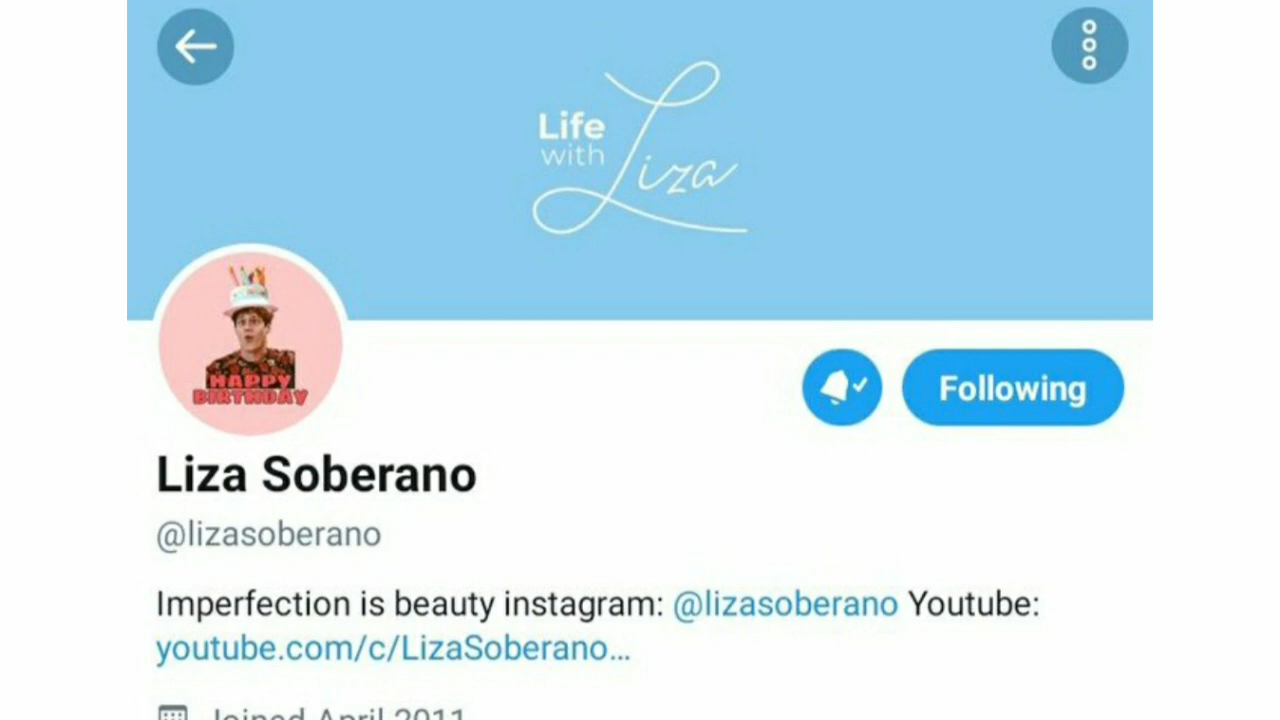 Life
with
Liza
HAPPY
BIRTHDAY
Following
Liza Soberano
@lizasoberano
Imperfection is beauty instagram: @lizasoberano Youtube:
youtube.com/c/LizaSoberano...
Joined April 2011